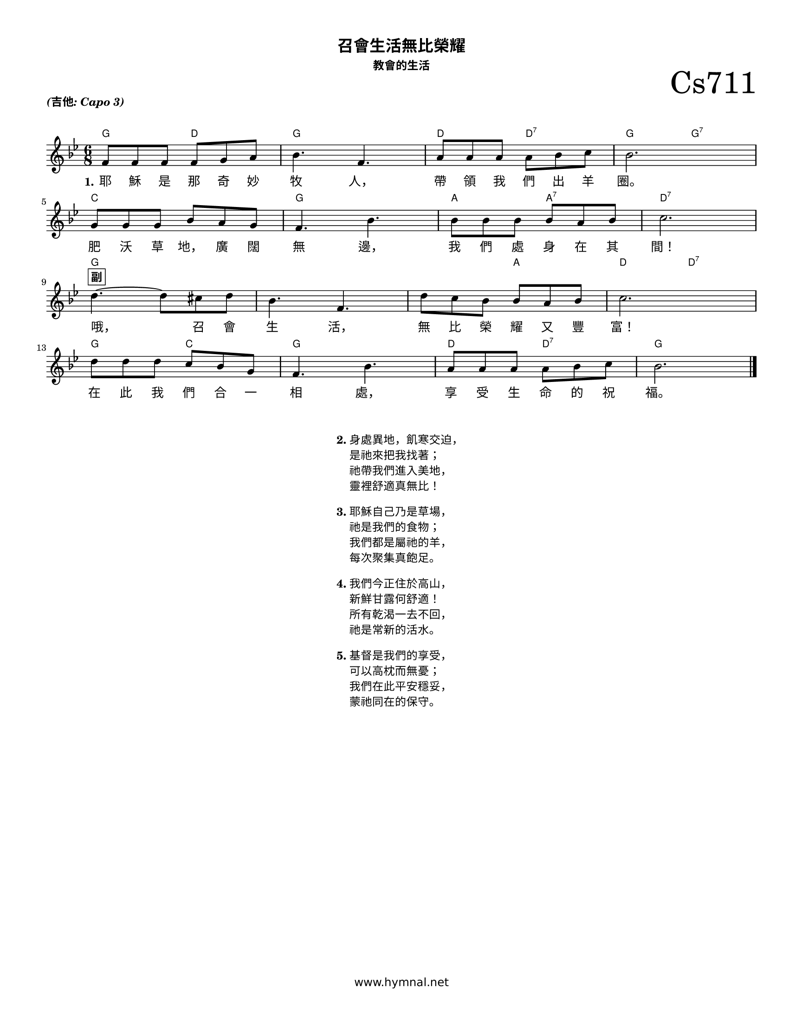 召會生活無比榮耀
教會的生活
Cs711
(吉他: Capo 3)
G D G D D7 G G7
6
8
1. 耶 穌 是 那 奇 妙 牧 人， 帶 領 我 們 出 羊 圈。
5 C G A A7 D7
肥 沃 草 地， 廣 闊 無 邊， 我 們 處 身 在 其 間！
G A D D7
9 副
哦， 召 會 生 活， 無 比 榮 耀 又 豐 富！
13 G C G D D7 G
在 此 我 們 合 一 相 處， 享 受 生 命 的 祝 福。
2. 身處異地，飢寒交迫，
是祂來把我找著；
祂帶我們進入美地，
靈裡舒適真無比！
3. 耶穌自己乃是草場，
祂是我們的食物；
我們都是屬祂的羊，
每次聚集真飽足。
4. 我們今正住於高山，
新鮮甘露何舒適！
所有乾渴一去不回，
祂是常新的活水。
5. 基督是我們的享受，
可以高枕而無憂；
我們在此平安穩妥，
蒙祂同在的保守。
www.hymnal.net